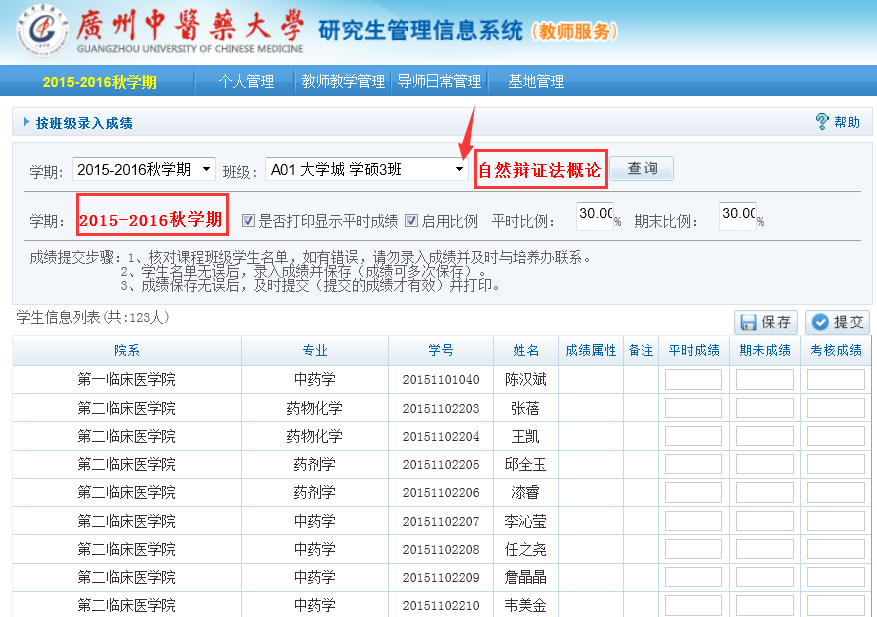 廣州中醫藥大學 研究生管理信息系统（教师服务）
GUANGZHOU UNIVERSITY OF CHINESE MEDICINE
2015-2016秋学期 个人管理 教师教学管理 导师日常管理 基地管理
按班级录入成绩 帮助
学期: 2015-2016秋学期 班级: A01 大学城 学硕3班 自然辩证法概论 查询
学期: 2015-2016秋学期 是否打印显示平时成绩 启用比例 平时比例: 30.00 % 期末比例: 30.00 %
成绩提交步骤：1、核对课程班级学生名单，如有错误，请勿录入成绩并及时与培养办联系。
2、学生名单无误后，录入成绩并保存（成绩可多次保存）。
3、成绩保存无误后，及时提交（提交的成绩才有效）并打印。
学生信息列表(共:123人) 保存 提交
院系 专业 学号 姓名 成绩属性 备注 平时成绩 期未成绩 考核成绩
第一临床医学院 中药学 20151101040 陈汉斌
第二临床医学院 药物化学 20151102203 张蓓
第二临床医学院 药物化学 20151102204 王凯
第二临床医学院 药剂学 20151102205 邱全玉
第二临床医学院 药剂学 20151102206 漆睿
第二临床医学院 中药学 20151102207 李沁莹
第二临床医学院 中药学 20151102208 任之尧
第二临床医学院 中药学 20151102209 詹晶晶
第二临床医学院 中药学 20151102210 韦美金